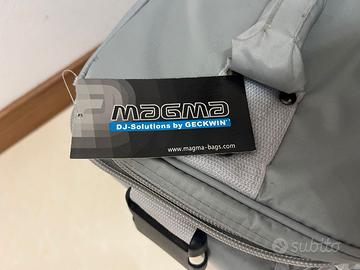 MAGMA
DJ-Solutions by GECKWIN®
www.magma-bags.com
subito